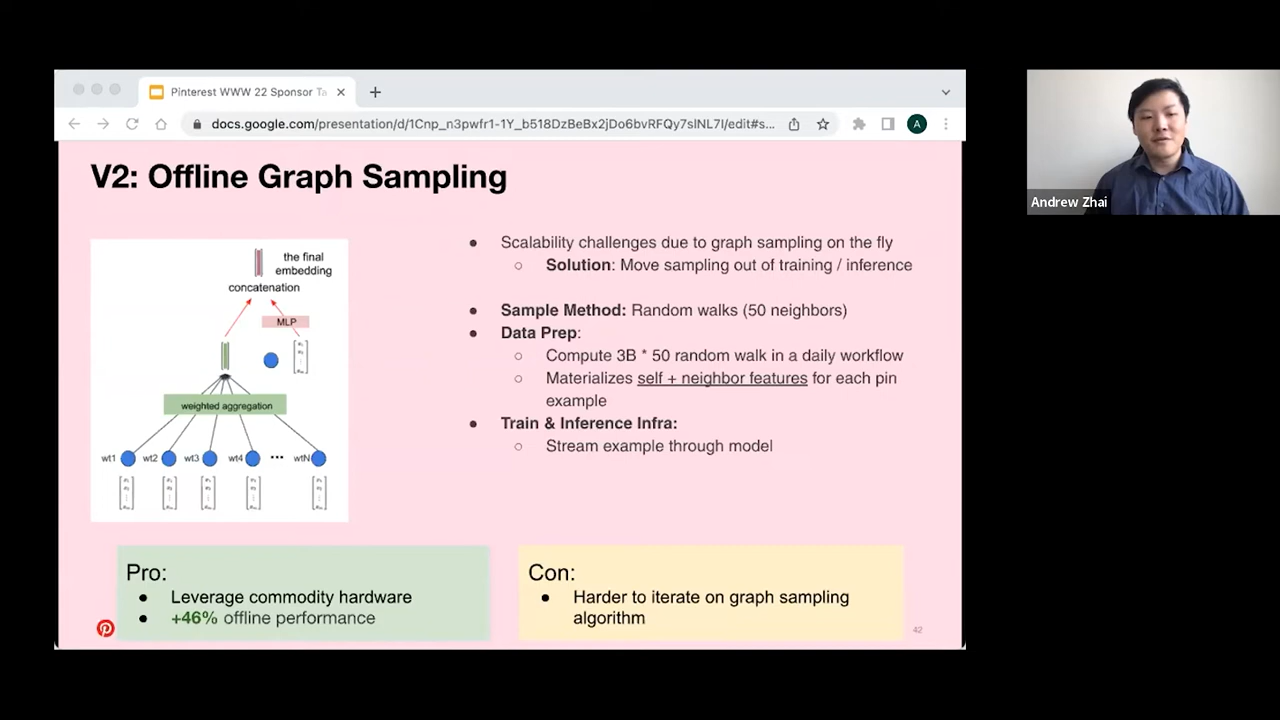 Pinterest WWW 22 Sponsor Ta
docs.google.com/presentation/d/1Cnp_n3pwfr1-1Y_b518DzBeBx2jDo6bvRFQy7slNL7I/edit#s...
A
Andrew Zhai
V2: Offline Graph Sampling
the final
embedding
concatenation
MLP
weighted aggregation
wt1 wt2 wt3 wt4 ... wtN
Scalability challenges due to graph sampling on the fly
Solution: Move sampling out of training / inference
Sample Method: Random walks (50 neighbors)
Data Prep:
Compute 3B * 50 random walk in a daily workflow
Materializes self + neighbor features for each pin
example
Train & Inference Infra:
Stream example through model
Pro:
Leverage commodity hardware
+46% offline performance
Con:
Harder to iterate on graph sampling
algorithm
42